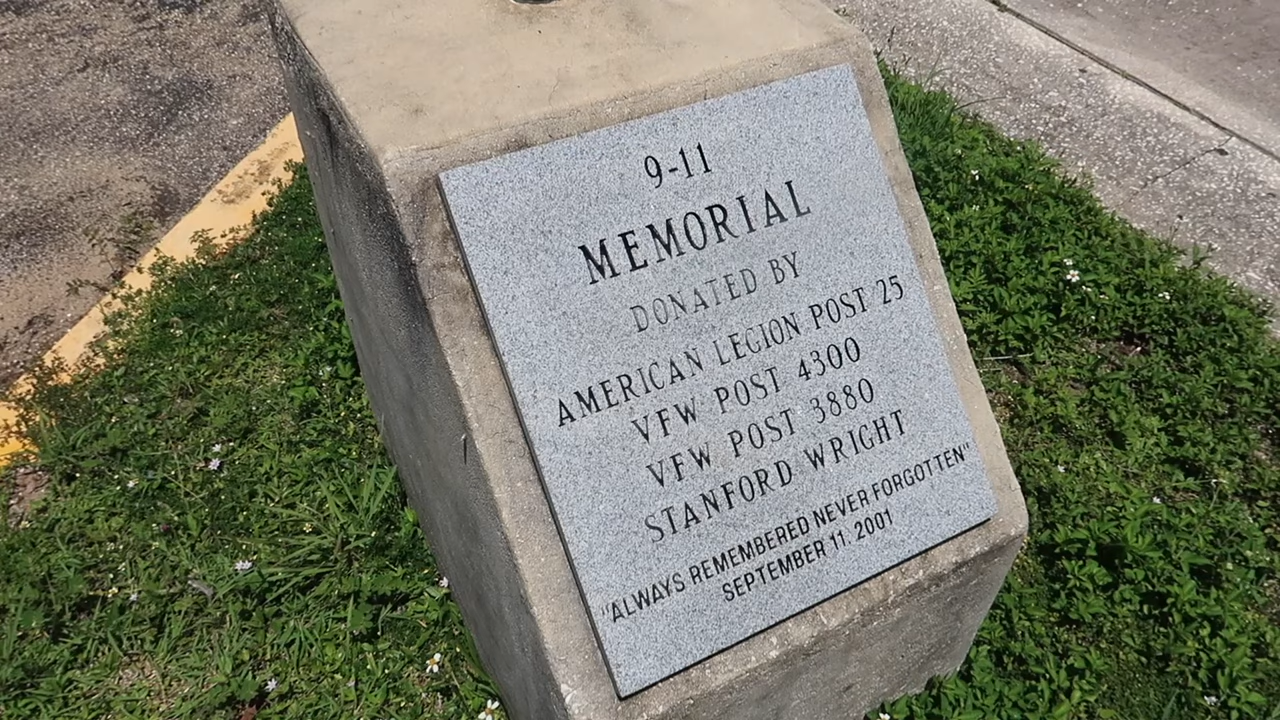 9-11
MEMORIAL
DONATED BY
AMERICAN LEGION POST 25
VFW POST 4300
VFW POST 3880
STANFORD WRIGHT
"ALWAYS REMEMBERED NEVER FORGOTTEN"
SEPTEMBER 11, 2001